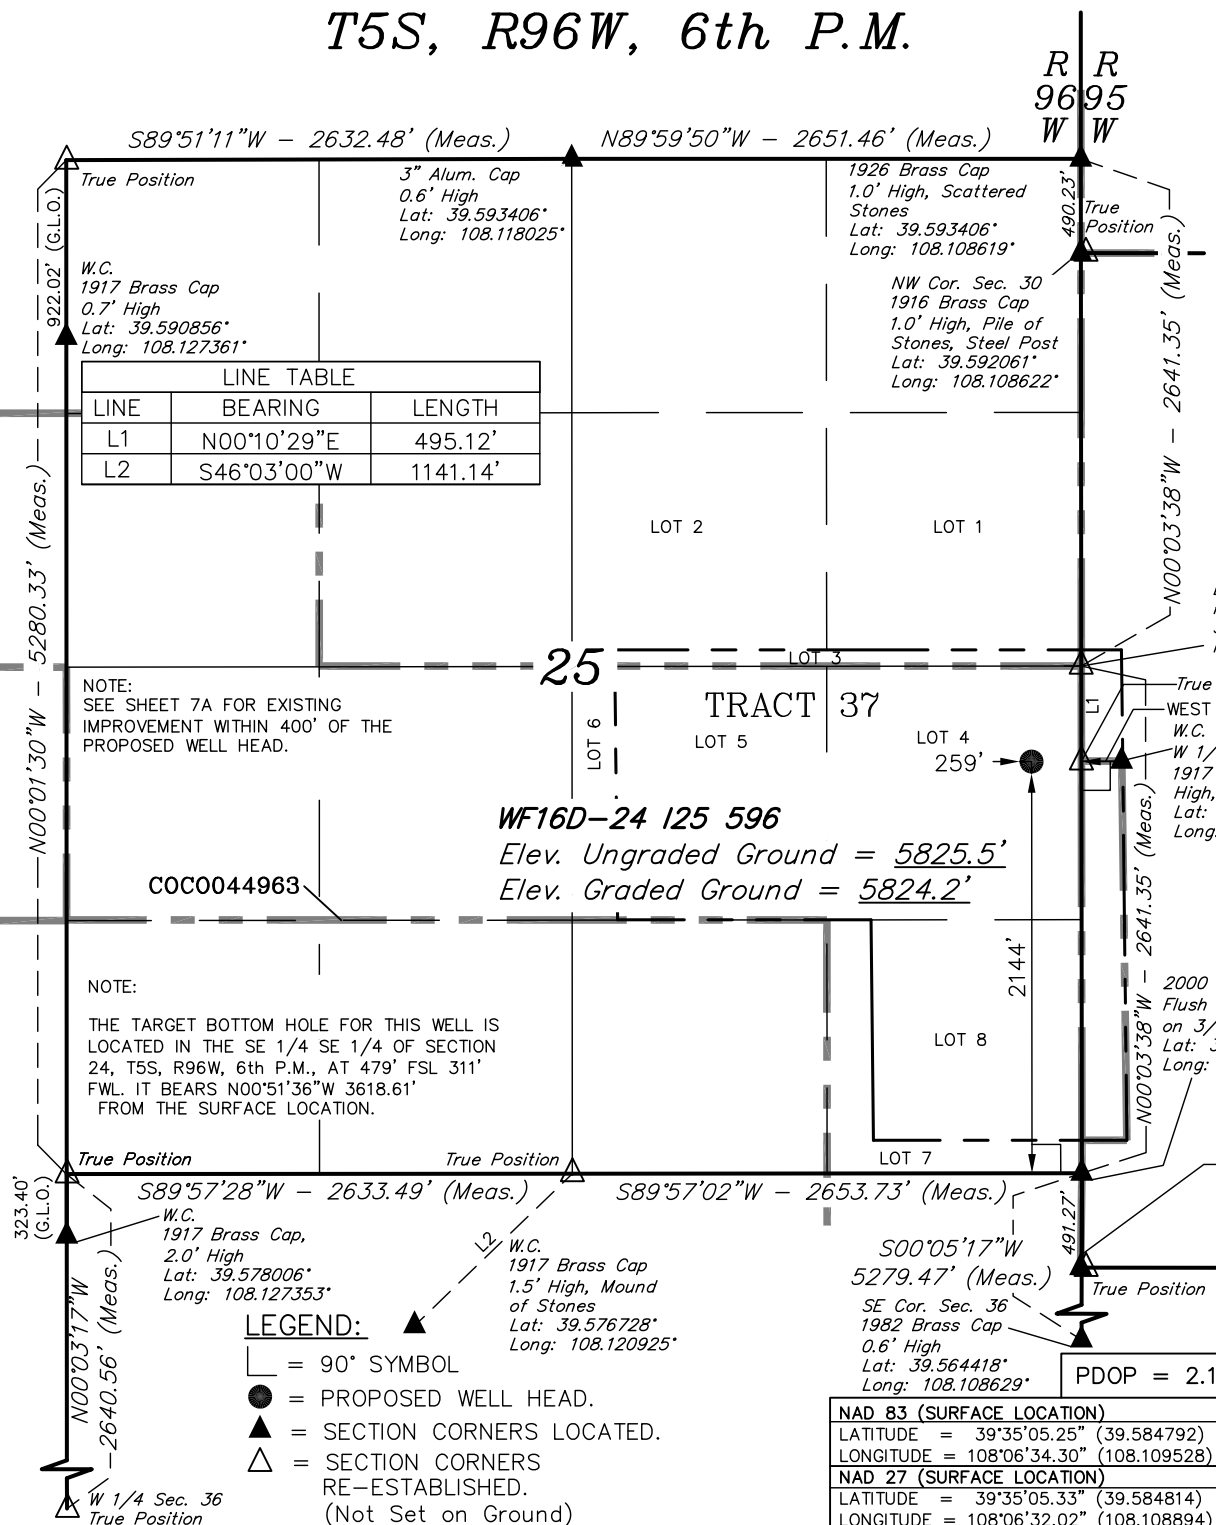 T5S, R96W, 6th P.M.
R R
96 95
W W
S89°51'11"W - 2632.48' (Meas.)
N89°59'50"W - 2651.46' (Meas.)
True Position
3" Alum. Cap
0.6' High
Lat: 39.593406°
Long: 108.118025°
1926 Brass Cap
1.0' High, Scattered
Stones
Lat: 39.593406°
Long: 108.108619°
490.23'
True
Position
922.02' (G.L.O.)
W.C.
1917 Brass Cap
0.7' High
Lat: 39.590856°
Long: 108.127361°
NW Cor. Sec. 30
1916 Brass Cap
1.0' High, Pile of
Stones, Steel Post
Lat: 39.592061°
Long: 108.108622°
N00°03'38"W - 2641.35' (Meas.)
LINE TABLE
LINE BEARING LENGTH
L1 N00°10'29"E 495.12'
L2 S46°03'00"W 1141.14'
N00°01'30"W - 5280.33' (Meas.)
LOT 2
LOT 1
25
LOT 3
TRACT 37
NOTE:
SEE SHEET 7A FOR EXISTING
IMPROVEMENT WITHIN 400' OF THE
PROPOSED WELL HEAD.
LOT 6
LOT 5
LOT 4
259'
L1
True
WEST
W.C.
W 1/
1917
High,
Lat:
Long:
WF16D-24 I25 596
Elev. Ungraded Ground = 5825.5'
Elev. Graded Ground = 5824.2'
COC0044963
2144'
N00°03'38"W - 2641.35' (Meas.)
NOTE:
THE TARGET BOTTOM HOLE FOR THIS WELL IS
LOCATED IN THE SE 1/4 SE 1/4 OF SECTION
24, T5S, R96W, 6th P.M., AT 479' FSL 311'
FWL. IT BEARS N00°51'36"W 3618.61'
FROM THE SURFACE LOCATION.
2000
Flush
on 3/
Lat: 3
Long:
LOT 8
LOT 7
True Position
True Position
S89°57'28"W - 2633.49' (Meas.)
S89°57'02"W - 2653.73' (Meas.)
323.40'
(G.L.O.)
W.C.
1917 Brass Cap,
2.0' High
Lat: 39.578006°
Long: 108.127353°
L2
W.C.
1917 Brass Cap
1.5' High, Mound
of Stones
Lat: 39.576728°
Long: 108.120925°
491.27'
S00°05'17"W
5279.47' (Meas.)
True Position
SE Cor. Sec. 36
1982 Brass Cap
0.6' High
Lat: 39.564418°
Long: 108.108629°
N00°03'17"W
2640.56' (Meas.)
W 1/4 Sec. 36
True Position
LEGEND:
= 90° SYMBOL
= PROPOSED WELL HEAD.
= SECTION CORNERS LOCATED.
= SECTION CORNERS
RE-ESTABLISHED.
(Not Set on Ground)
PDOP = 2.1
NAD 83 (SURFACE LOCATION)
LATITUDE = 39°35'05.25" (39.584792)
LONGITUDE = 108°06'34.30" (108.109528)
NAD 27 (SURFACE LOCATION)
LATITUDE = 39°35'05.33" (39.584814)
LONGITUDE = 108°06'32.02" (108.108894)